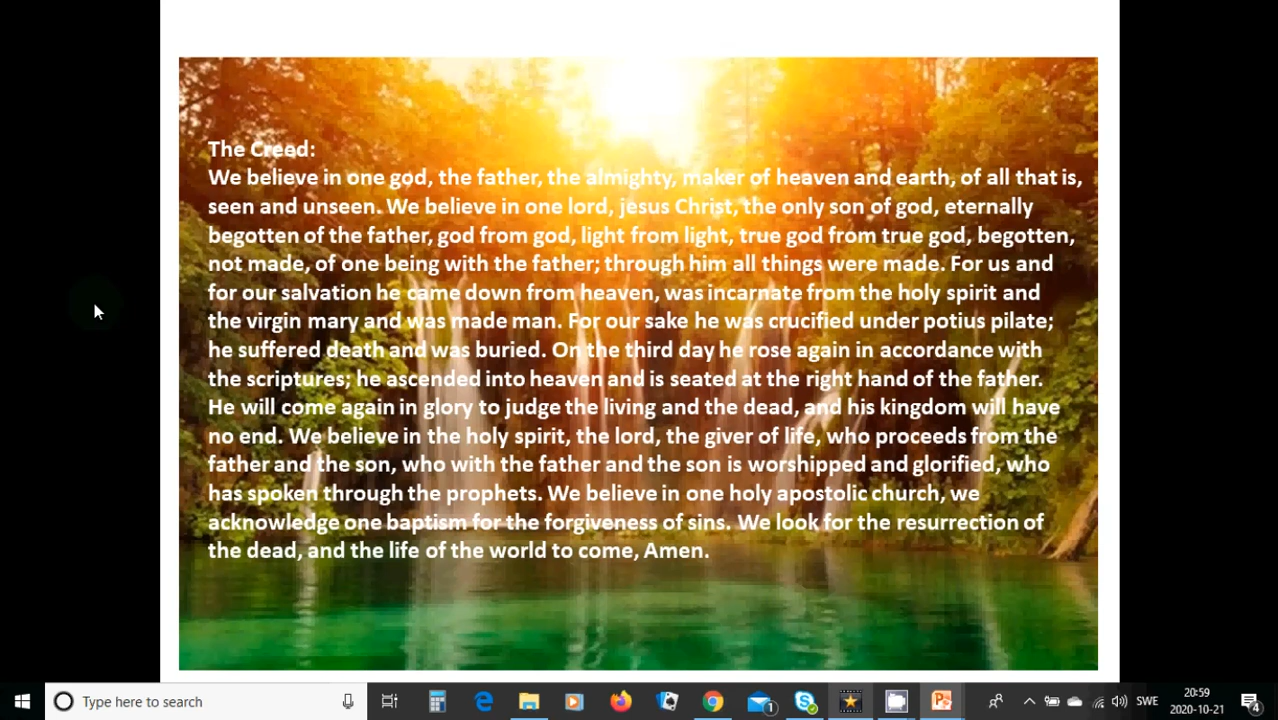 The Creed:
We believe in one god, the father, the almighty, maker of heaven and earth, of all that is,
seen and unseen. We believe in one lord, jesus Christ, the only son of god, eternally
begotten of the father, god from god, light from light, true god from true god, begotten,
not made, of one being with the father; through him all things were made. For us and
for our salvation he came down from heaven, was incarnate from the holy spirit and
the virgin mary and was made man. For our sake he was crucified under potius pilate;
he suffered death and was buried. On the third day he rose again in accordance with
the scriptures; he ascended into heaven and is seated at the right hand of the father.
He will come again in glory to judge the living and the dead, and his kingdom will have
no end. We believe in the holy spirit, the lord, the giver of life, who proceeds from the
father and the son, who with the father and the son is worshipped and glorified, who
has spoken through the prophets. We believe in one holy apostolic church, we
acknowledge one baptism for the forgiveness of sins. We look for the resurrection of
the dead, and the life of the world to come, Amen.
Type here to search
1
SWE
20:59
2020-10-21
4